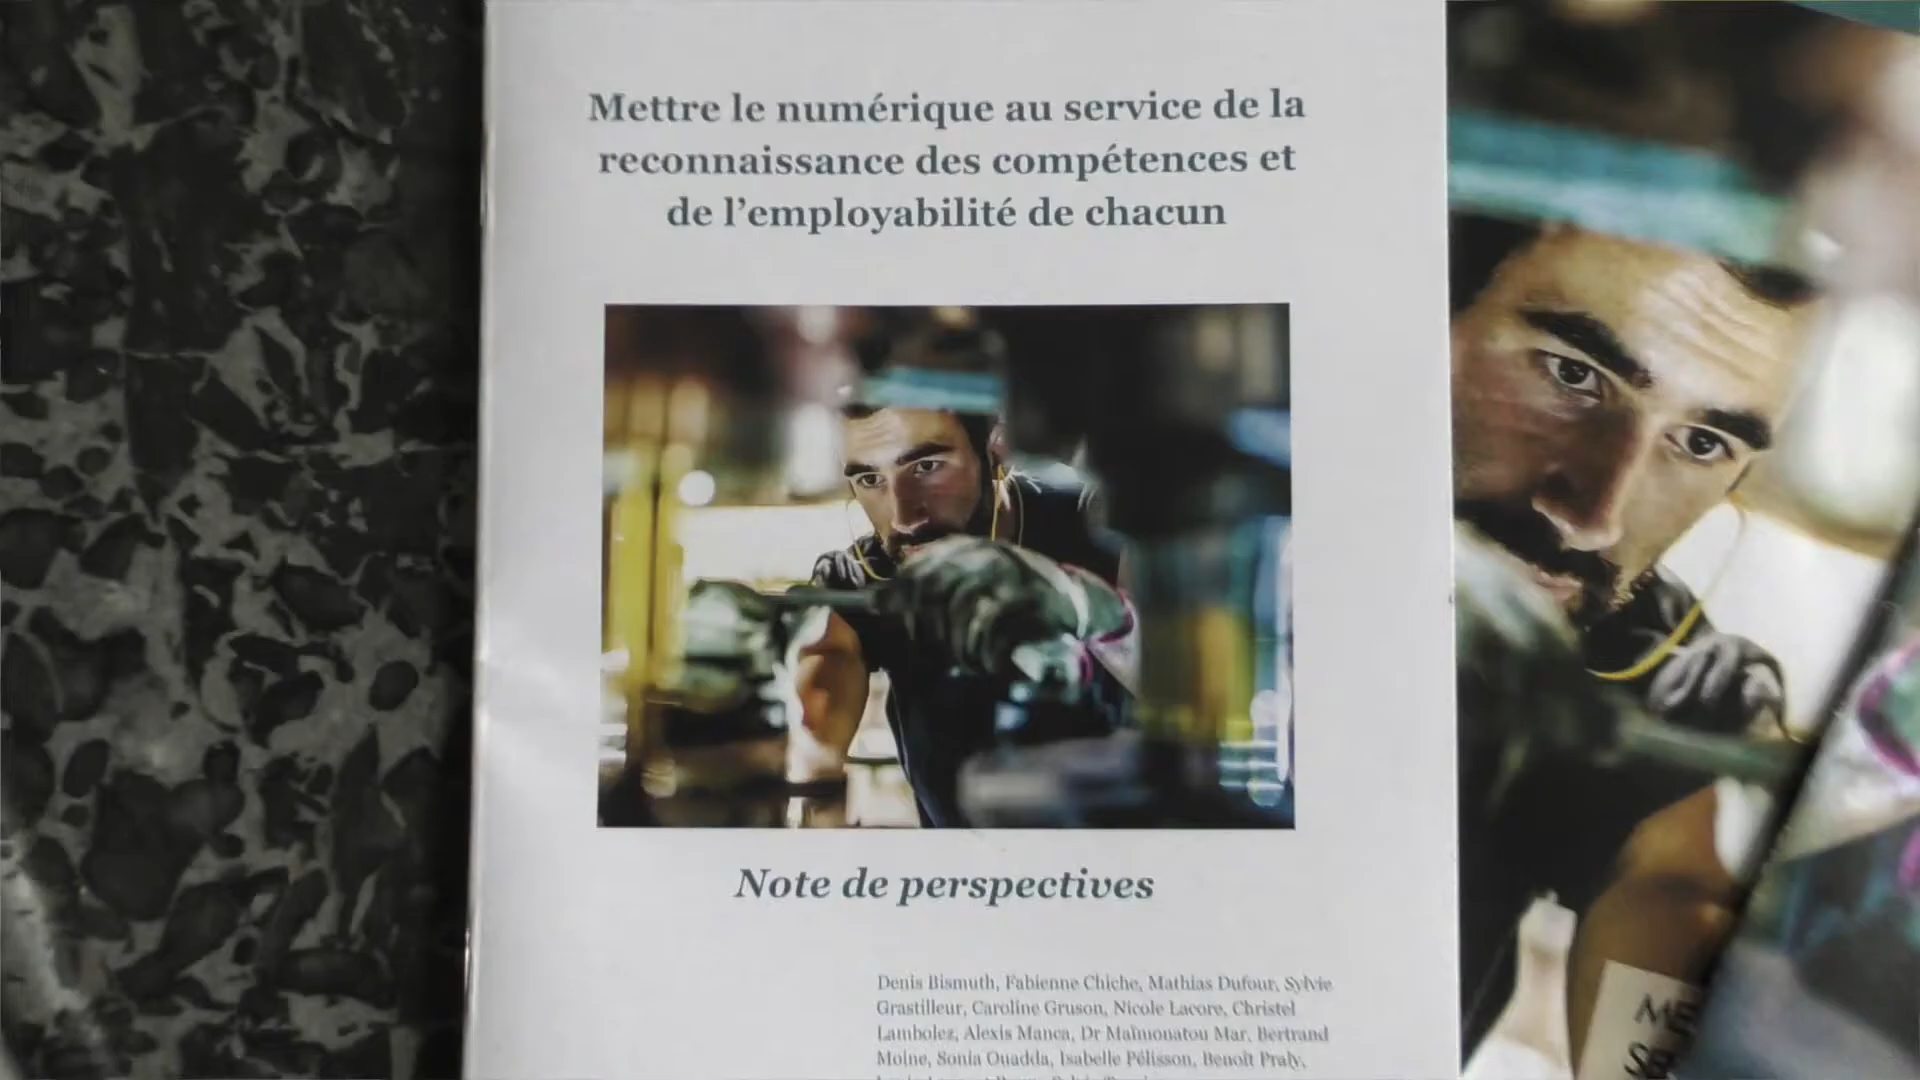 Mettre le numérique au service de la
reconnaissance des compétences et
de l'employabilité de chacun
Note de perspectives
Denis Bismuth, Fabienne Chiche, Mathias Dufour, Sylvie
Grastilleur, Caroline Gruson, Nicole Lacore, Christel
Lambolez, Alexis Manca, Dr Maïmonatou Mar, Bertrand
Moine, Sonia Ouadda, Isabelle Pélisson, Benoît Praly,